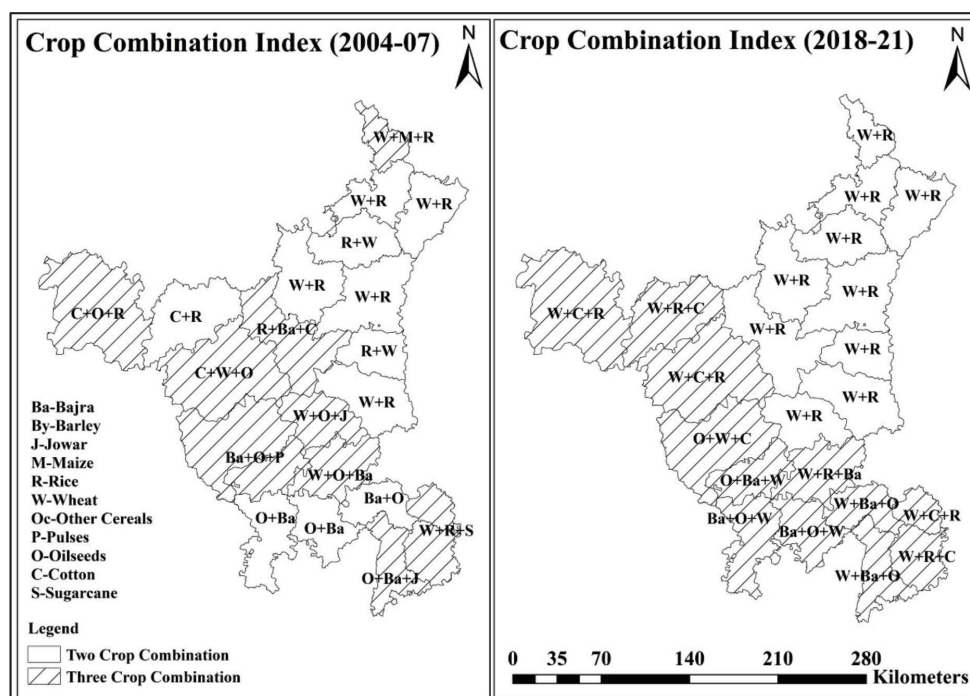 Crop Combination Index (2004-07)
N
W+M+R
W+R
W+R
R+W
W+R
W+R
C+O+R
C+R
R+Ba+C
R+W
C+W+O
W+R
W+O+J
Ba+O+P
W+O+Ba
Ba+O
O+Ba
O+Ba
W+R+S
O+Ba+J
Ba-Bajra
By-Barley
J-Jowar
M-Maize
R-Rice
W-Wheat
Oc-Other Cereals
P-Pulses
O-Oilseeds
C-Cotton
S-Sugarcane
Legend
Two Crop Combination
Three Crop Combination
Crop Combination Index (2018-21)
N
W+R
W+R
W+R
W+R
W+R
W+R
W+C+R
W+R+C
W+R
W+R
W+C+R
W+R
W+R
O+W+C
W+R+Ba
O+Ba+W
W+Ba+O
Ba+O+W
W+C+R
Ba+O+W
W+R+C
W+Ba+O
0 35 70 140 210 280
Kilometers